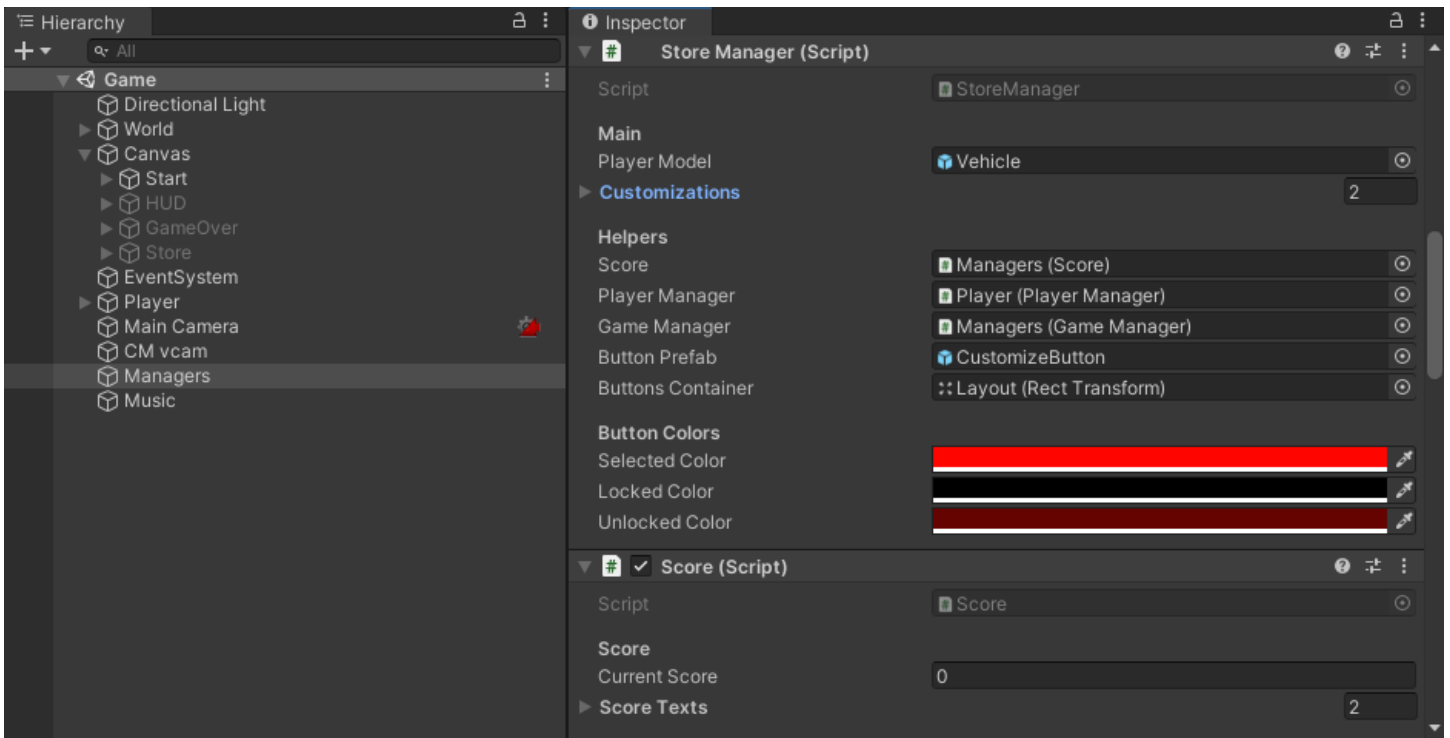 Hierarchy
All
Game
Directional Light
World
Canvas
Start
HUD
GameOver
Store
EventSystem
Player
Main Camera
CM vcam
Managers
Music
Inspector
# Store Manager (Script)
Script # StoreManager
Main
Player Model Vehicle
Customizations 2
Helpers
Score # Managers (Score)
Player Manager # Player (Player Manager)
Game Manager # Managers (Game Manager)
Button Prefab CustomizeButton
Buttons Container Layout (Rect Transform)
Button Colors
Selected Color
Locked Color
Unlocked Color
# Score (Script)
Script # Score
Score
Current Score 0
Score Texts 2